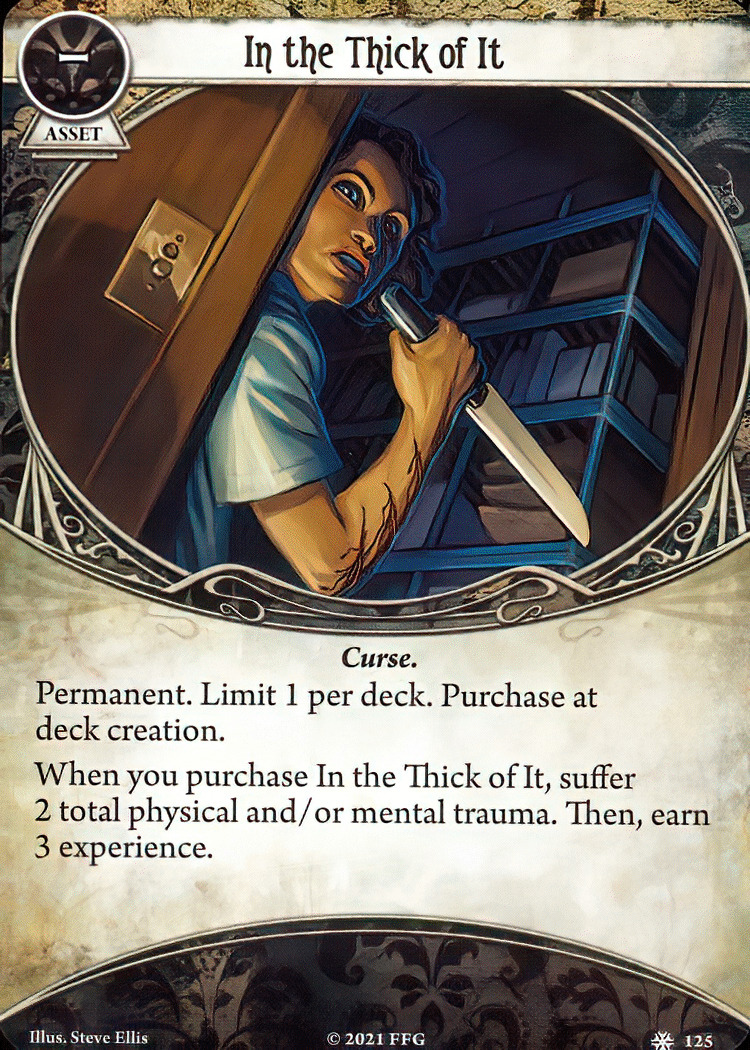 In the Thick of It
–
ASSET
Curse.
Permanent. Limit 1 per deck. Purchase at
deck creation.
When you purchase In the Thick of It, suffer
2 total physical and/or mental trauma. Then, earn
3 experience.
Illus. Steve Ellis
© 2021 FFG
125